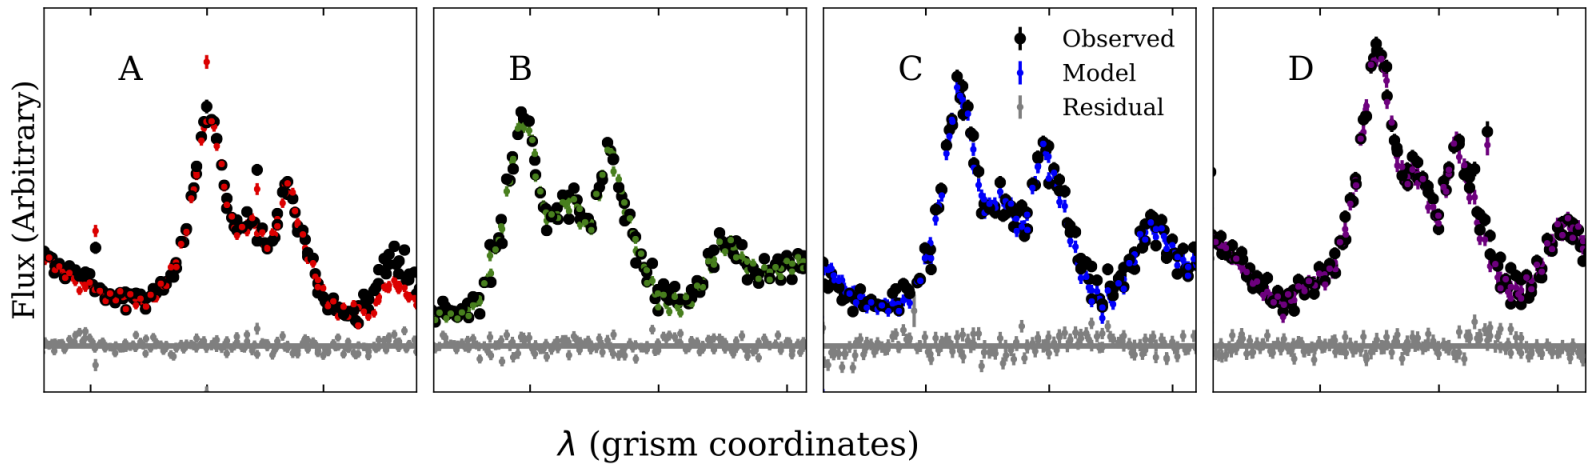 A
B
C
D
Observed
Model
Residual
Flux (Arbitrary)
λ (grism coordinates)